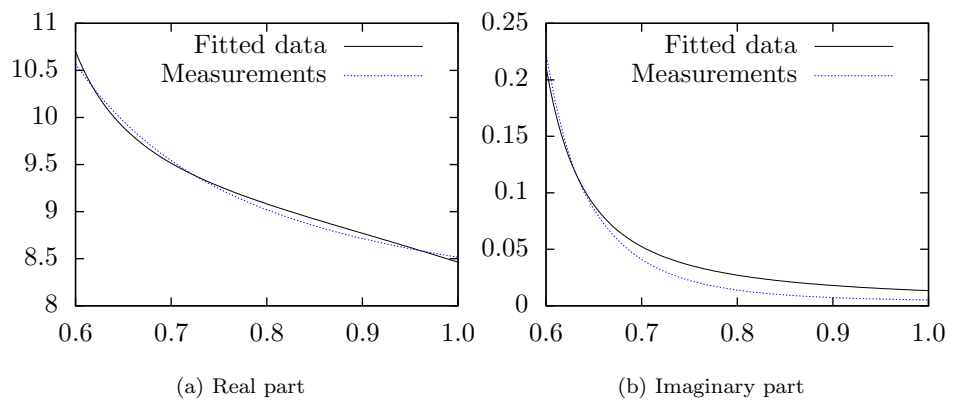 11
10.5
10
9.5
9
8.5
8
0.6 0.7 0.8 0.9 1.0
Fitted data
Measurements
(a) Real part
0.25
0.2
0.15
0.1
0.05
0
0.6 0.7 0.8 0.9 1.0
Fitted data
Measurements
(b) Imaginary part